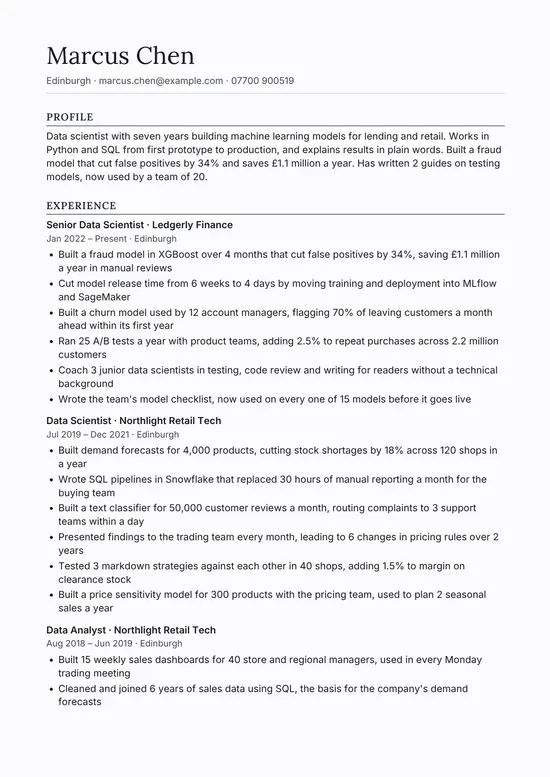 Marcus Chen
Edinburgh · marcus.chen@example.com · 07700 900519
PROFILE
Data scientist with seven years building machine learning models for lending and retail. Works in
Python and SQL from first prototype to production, and explains results in plain words. Built a fraud
model that cut false positives by 34% and saves £1.1 million a year. Has written 2 guides on testing
models, now used by a team of 20.
EXPERIENCE
Senior Data Scientist · Ledgerly Finance
Jan 2022 – Present · Edinburgh
• Built a fraud model in XGBoost over 4 months that cut false positives by 34%, saving £1.1 million
a year in manual reviews
• Cut model release time from 6 weeks to 4 days by moving training and deployment into MLflow
and SageMaker
• Built a churn model used by 12 account managers, flagging 70% of leaving customers a month
ahead within its first year
• Ran 25 A/B tests a year with product teams, adding 2.5% to repeat purchases across 2.2 million
customers
• Coach 3 junior data scientists in testing, code review and writing for readers without a technical
background
• Wrote the team's model checklist, now used on every one of 15 models before it goes live
Data Scientist · Northlight Retail Tech
Jul 2019 – Dec 2021 · Edinburgh
• Built demand forecasts for 4,000 products, cutting stock shortages by 18% across 120 shops in
a year
• Wrote SQL pipelines in Snowflake that replaced 30 hours of manual reporting a month for the
buying team
• Built a text classifier for 50,000 customer reviews a month, routing complaints to 3 support
teams within a day
• Presented findings to the trading team every month, leading to 6 changes in pricing rules over 2
years
• Tested 3 markdown strategies against each other in 40 shops, adding 1.5% to margin on
clearance stock
• Built a price sensitivity model for 300 products with the pricing team, used to plan 2 seasonal
sales a year
Data Analyst · Northlight Retail Tech
Aug 2018 – Jun 2019 · Edinburgh
• Built 15 weekly sales dashboards for 40 store and regional managers, used in every Monday
trading meeting
• Cleaned and joined 6 years of sales data using SQL, the basis for the company's demand
forecasts